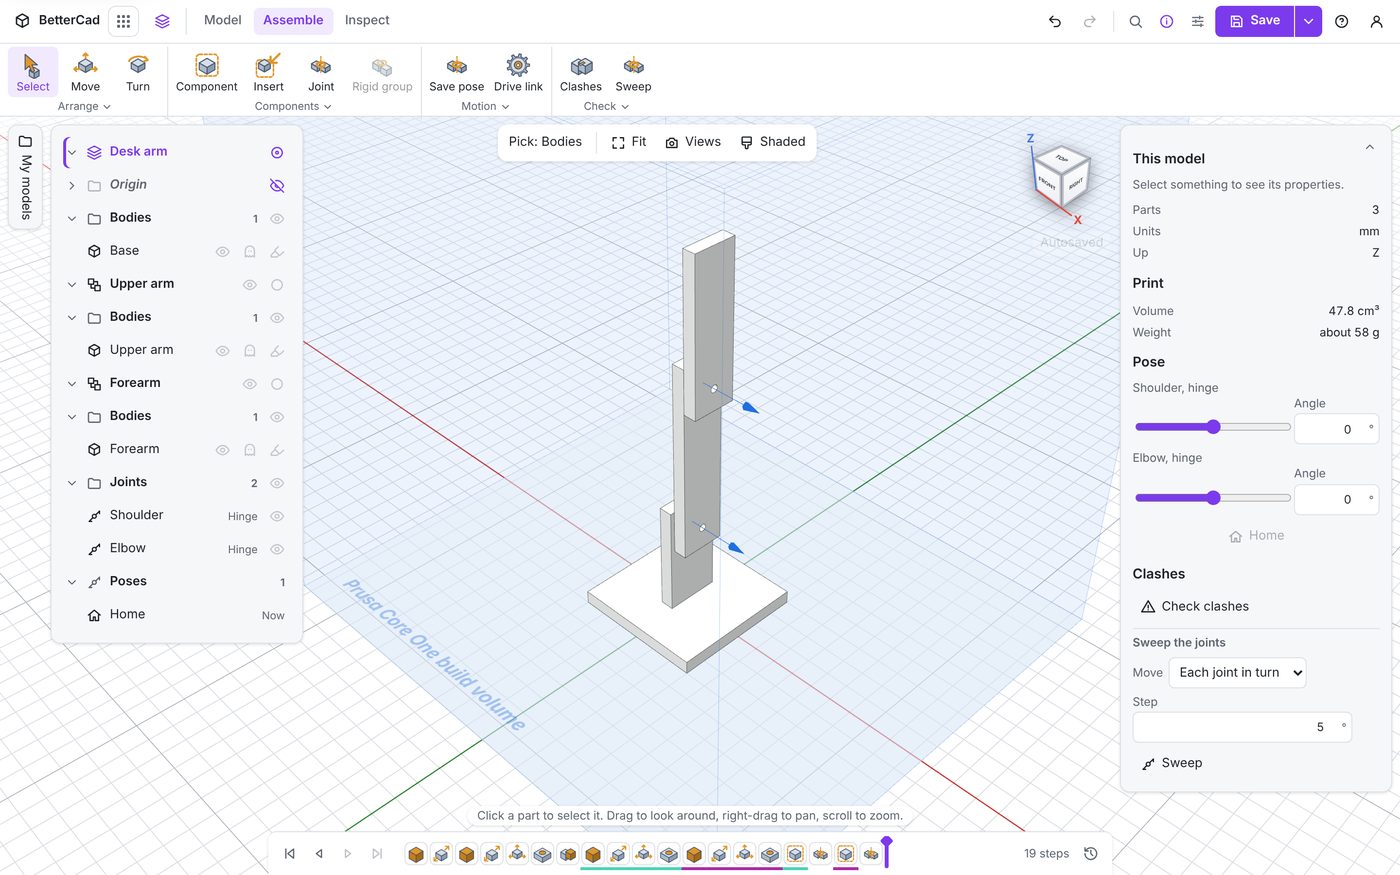 BetterCad
Model
Assemble
Inspect
Save
Select
Move
Turn
Component
Insert
Joint
Rigid group
Save pose
Drive link
Clashes
Sweep
Arrange
Components
Motion
Check
My models
Desk arm
Origin
Bodies 1
Base
Upper arm
Bodies 1
Upper arm
Forearm
Bodies 1
Forearm
Joints 2
Shoulder Hinge
Elbow Hinge
Poses 1
Home Now
Pick: Bodies
Fit
Views
Shaded
Z
TOP
FRONT
RIGHT
X
Autosaved
Prusa Core One build volume
This model
Select something to see its properties.
Parts 3
Units mm
Up Z
Print
Volume 47.8 cm³
Weight about 58 g
Pose
Shoulder, hinge
Angle
0 °
Elbow, hinge
Angle
0 °
Home
Clashes
Check clashes
Sweep the joints
Move Each joint in turn
Step
5 °
Sweep
Click a part to select it. Drag to look around, right-drag to pan, scroll to zoom.
19 steps